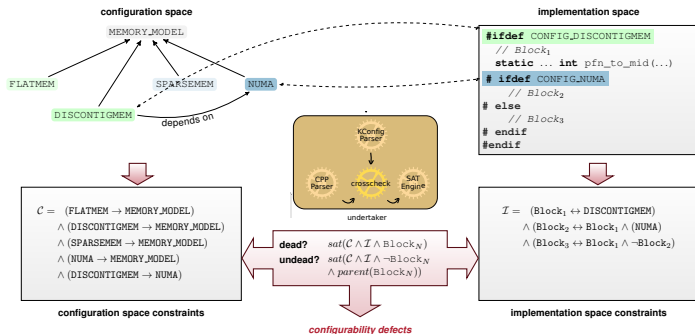 configuration space
MEMORY_MODEL
FLATMEM
SPARSEMEM
NUMA
DISCONTIGMEM
depends on
implementation space
#ifdef CONFIG_DISCONTIGMEM
// Block₁
static ... int pfn_to_mid(...)
# ifdef CONFIG_NUMA
// Block₂
# else
// Block₃
# endif
#endif
KConfig
Parser
CPP
Parser
crosscheck
SAT
Engine
undertaker
C = (FLATMEM → MEMORY_MODEL)
∧ (DISCONTIGMEM → MEMORY_MODEL)
∧ (SPARSEMEM → MEMORY_MODEL)
∧ (NUMA → MEMORY_MODEL)
∧ (DISCONTIGMEM → NUMA)
configuration space constraints
dead? sat(C ∧ I ∧ Block_N)
undead? sat(C ∧ I ∧ ¬Block_N
∧ parent(Block_N))
configurability defects
I = (Block₁ ↔ DISCONTIGMEM)
∧ (Block₂ ↔ Block₁ ∧ (NUMA)
∧ (Block₃ ↔ Block₁ ∧ ¬Block₂)
implementation space constraints